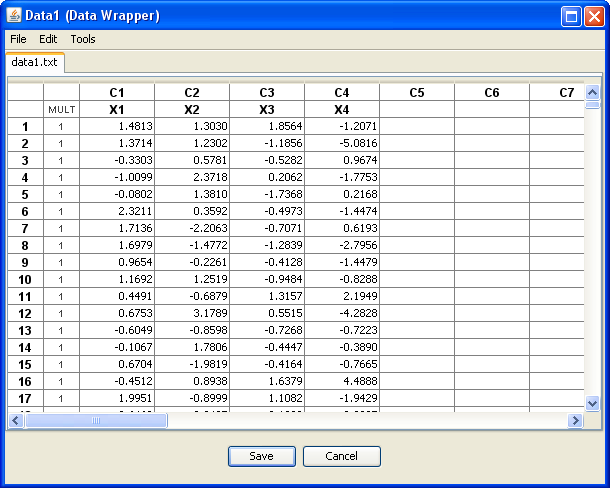 Data1 (Data Wrapper)
File Edit Tools
data1.txt
C1 C2 C3 C4 C5 C6 C7
MULT X1 X2 X3 X4
1 1 1.4813 1.3030 1.8564 -1.2071
2 1 1.3714 1.2302 -1.1856 -5.0816
3 1 -0.3303 0.5781 -0.5282 0.9674
4 1 -1.0099 2.3718 0.2062 -1.7753
5 1 -0.0802 1.3810 -1.7368 0.2168
6 1 2.3211 0.3592 -0.4973 -1.4474
7 1 1.7136 -2.2063 -0.7071 0.6193
8 1 1.6979 -1.4772 -1.2839 -2.7956
9 1 0.9654 -0.2261 -0.4128 -1.4479
10 1 1.1692 1.2519 -0.9484 -0.8288
11 1 0.4491 -0.6879 1.3157 2.1949
12 1 0.6753 3.1789 0.5515 -4.2828
13 1 -0.6049 -0.8598 -0.7268 -0.7223
14 1 -0.1067 1.7806 -0.4447 -0.3890
15 1 0.6704 -1.9819 -0.4164 -0.7665
16 1 -0.4512 0.8938 1.6379 4.4888
17 1 1.9951 -0.8999 1.1082 -1.9429
Save Cancel